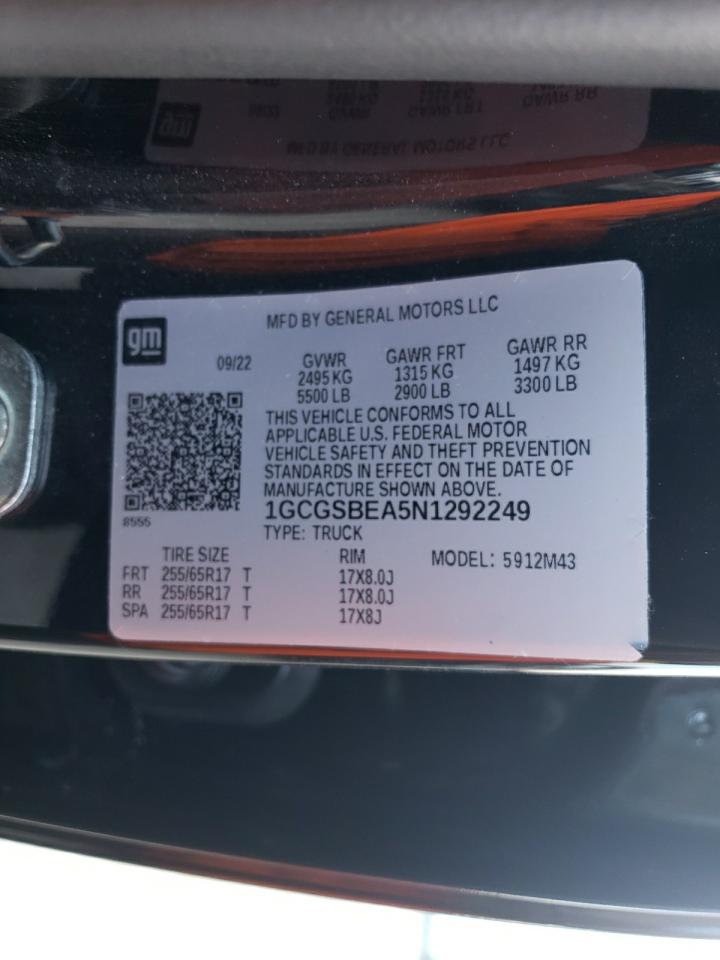 MFD BY GENERAL MOTORS LLC
gm
09/22
GVWR GAWR FRT GAWR RR
2495 KG 1315 KG 1497 KG
5500 LB 2900 LB 3300 LB
THIS VEHICLE CONFORMS TO ALL
APPLICABLE U.S. FEDERAL MOTOR
VEHICLE SAFETY AND THEFT PREVENTION
STANDARDS IN EFFECT ON THE DATE OF
MANUFACTURE SHOWN ABOVE.
8555
1GCGSBEA5N1292249
TYPE: TRUCK
TIRE SIZE RIM MODEL: 5912M43
FRT 255/65R17 T 17X8.0J
RR 255/65R17 T 17X8.0J
SPA 255/65R17 T 17X8J